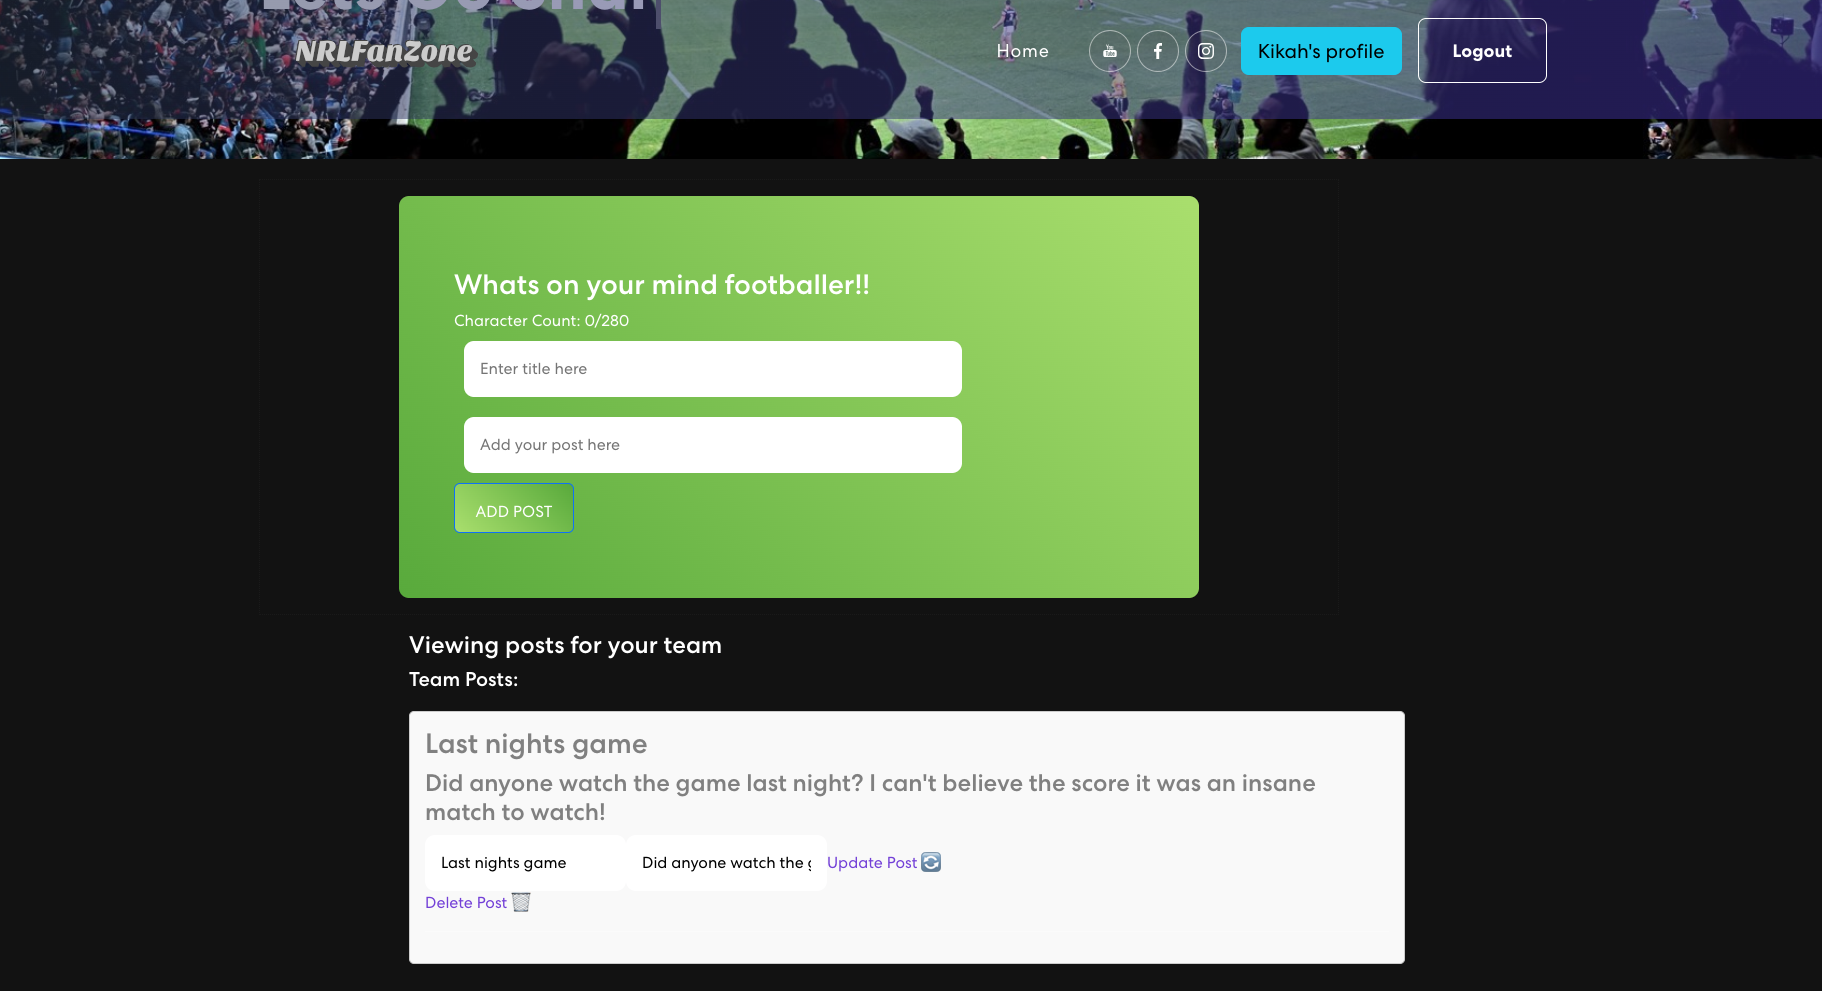 NRLFanZone
Home
You
Tube
Kikah's profile
Logout
Whats on your mind footballer!!
Character Count: 0/280
Enter title here
Add your post here
ADD POST
Viewing posts for your team
Team Posts:
Last nights game
Did anyone watch the game last night? I can't believe the score it was an insane
match to watch!
Last nights game
Did anyone watch the
Update Post
Delete Post